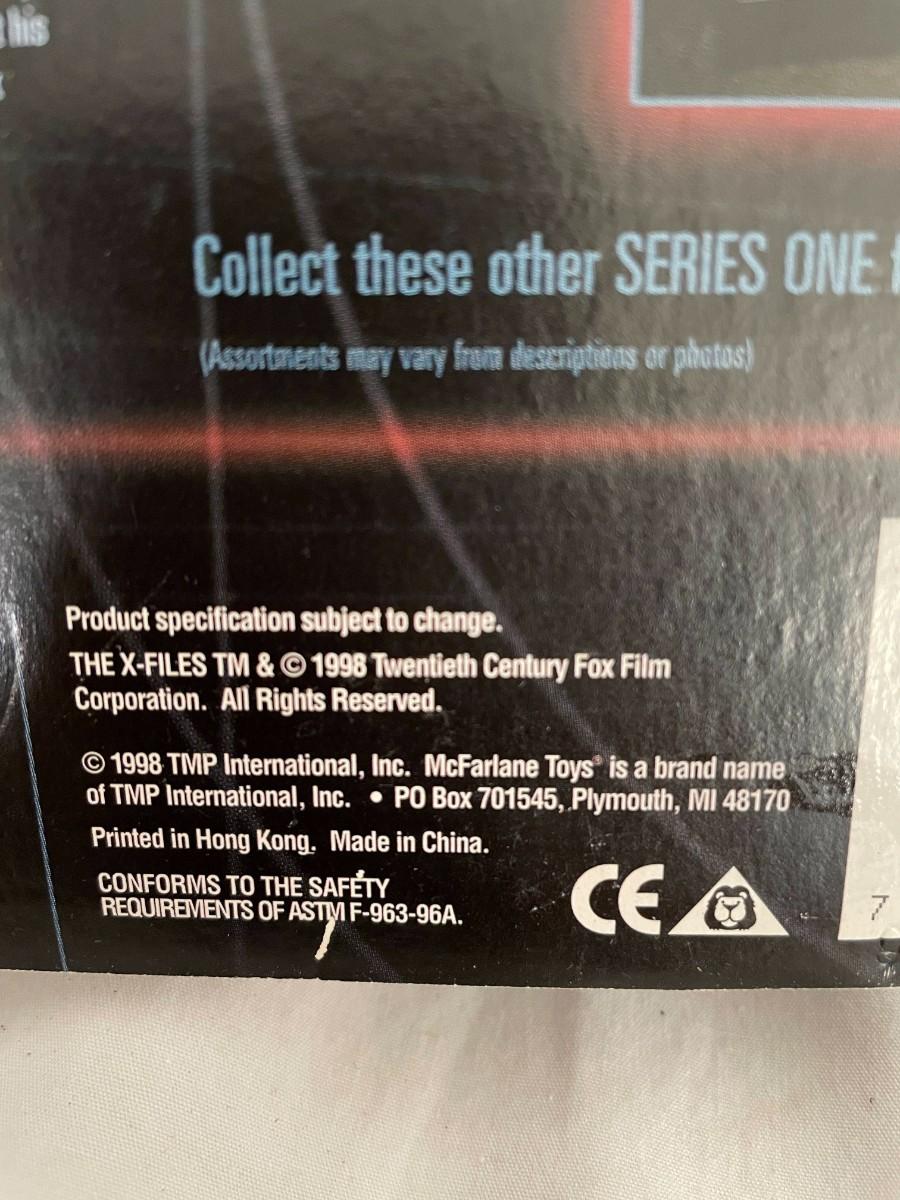 his
Collect these other SERIES ONE
(Assortments may vary from descriptions or photos)
Product specification subject to change.
THE X-FILES TM & © 1998 Twentieth Century Fox Film
Corporation. All Rights Reserved.
© 1998 TMP International, Inc. McFarlane Toys® is a brand name
of TMP International, Inc. • PO Box 701545, Plymouth, MI 48170
Printed in Hong Kong. Made in China.
CONFORMS TO THE SAFETY
REQUIREMENTS OF ASTM F-963-96A.
CE
7